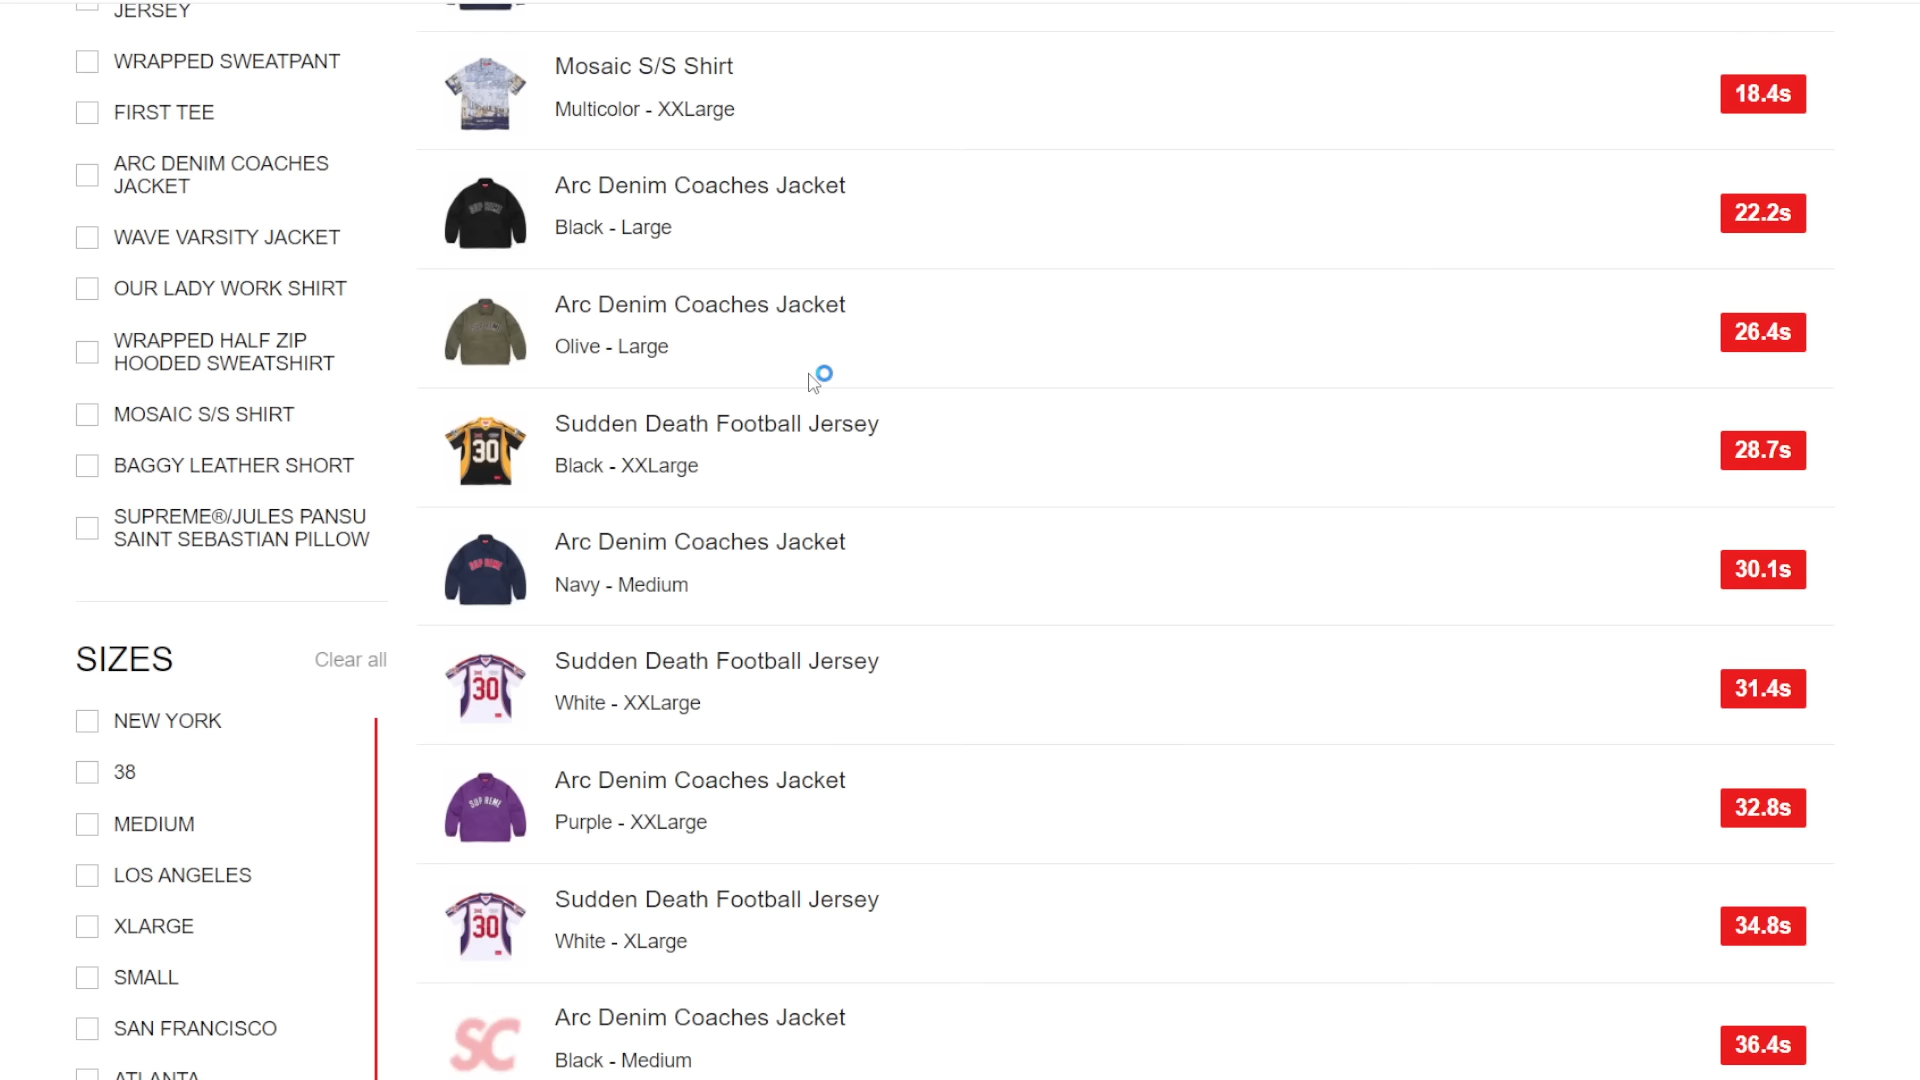 JERSEY
WRAPPED SWEATPANT
FIRST TEE
ARC DENIM COACHES
JACKET
WAVE VARSITY JACKET
OUR LADY WORK SHIRT
WRAPPED HALF ZIP
HOODED SWEATSHIRT
MOSAIC S/S SHIRT
BAGGY LEATHER SHORT
SUPREME®/JULES PANSU
SAINT SEBASTIAN PILLOW
SIZES
Clear all
NEW YORK
38
MEDIUM
LOS ANGELES
XLARGE
SMALL
SAN FRANCISCO
ATLANTA
Mosaic S/S Shirt
Multicolor - XXLarge
18.4s
Arc Denim Coaches Jacket
Black - Large
22.2s
Arc Denim Coaches Jacket
Olive - Large
26.4s
30
Sudden Death Football Jersey
Black - XXLarge
28.7s
Arc Denim Coaches Jacket
Navy - Medium
30.1s
30
Sudden Death Football Jersey
White - XXLarge
31.4s
SUPREME
Arc Denim Coaches Jacket
Purple - XXLarge
32.8s
30
Sudden Death Football Jersey
White - XLarge
34.8s
SC
Arc Denim Coaches Jacket
Black - Medium
36.4s